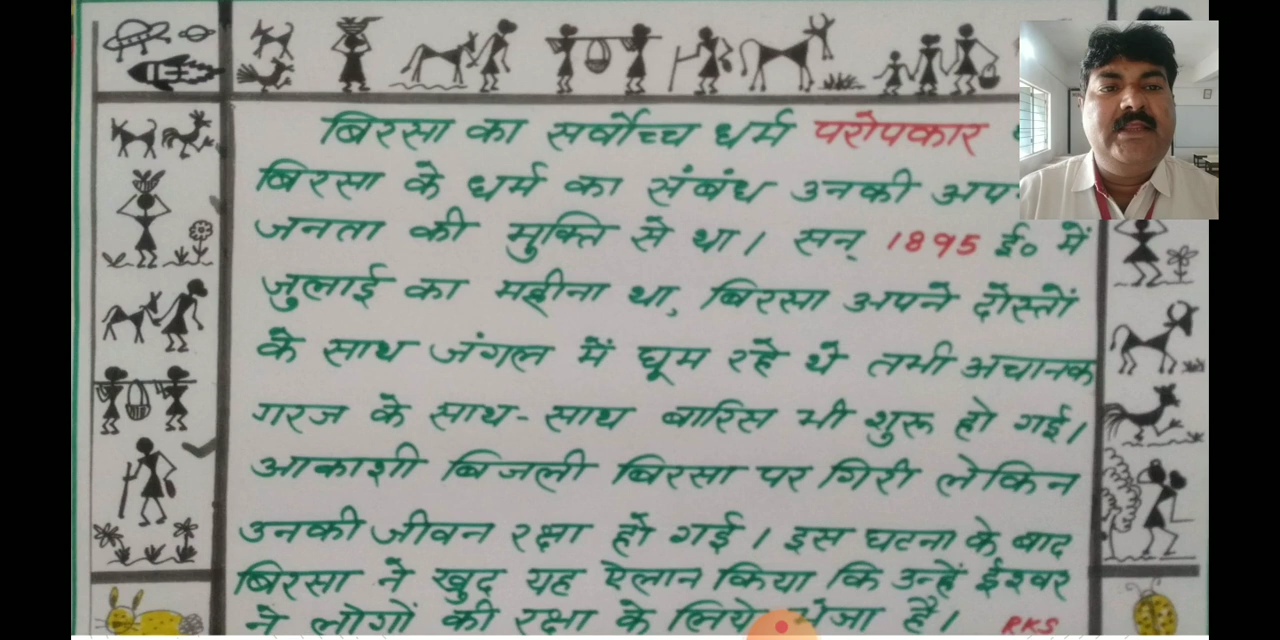 बिरसा का सर्वोच्च धर्म परोपकार
बिरसा के धर्म का संबंध उनकी
जनता की मुक्ति से था। सन् 1895 ई० में
जुलाई का महीना था, बिरसा अपने दोस्तों
के साथ जंगल में घूम रहे थे तभी अचानक
गरज के साथ-साथ बारिस भी शुरू हो गई।
आकाशी बिजली बिरसा पर गिरी लेकिन
उनकी जीवन रक्षा हो गई। इस घटना के बाद
बिरसा ने खुद यह ऐलान किया कि उन्हें ईश्वर
ने लोगों की रक्षा के लिये भेजा है। RKS